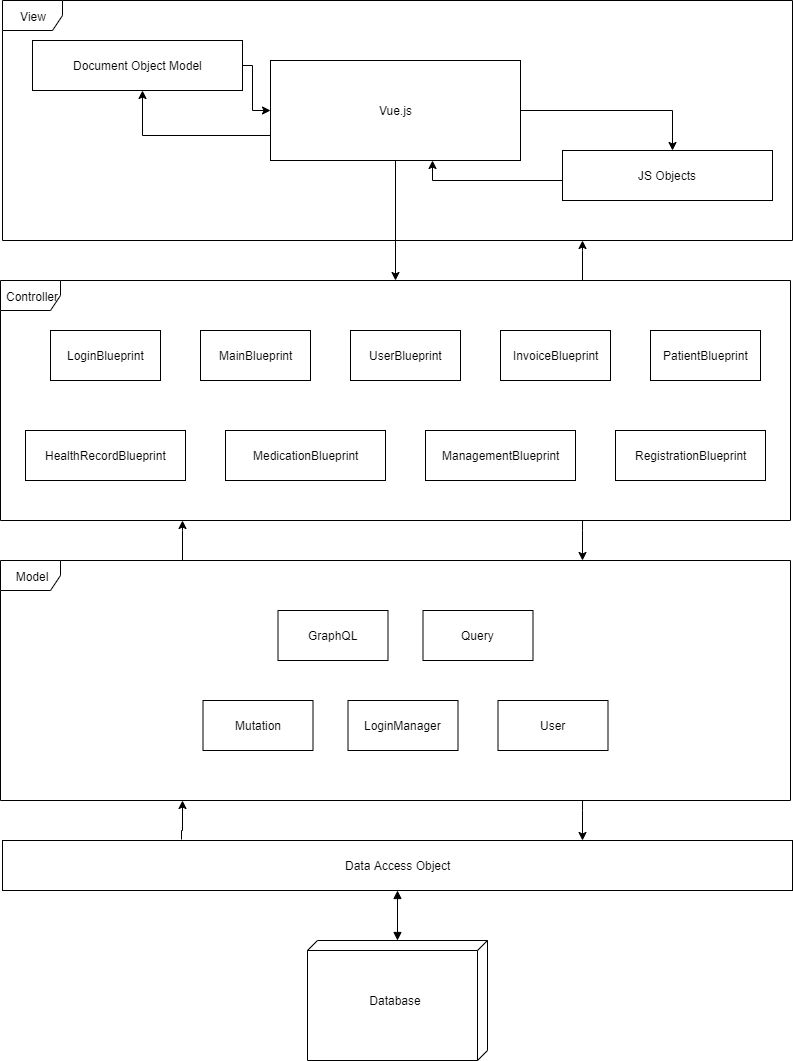 View
Document Object Model
Vue.js
JS Objects
Controller
LoginBlueprint
MainBlueprint
UserBlueprint
InvoiceBlueprint
PatientBlueprint
HealthRecordBlueprint
MedicationBlueprint
ManagementBlueprint
RegistrationBlueprint
Model
GraphQL
Query
Mutation
LoginManager
User
Data Access Object
Database